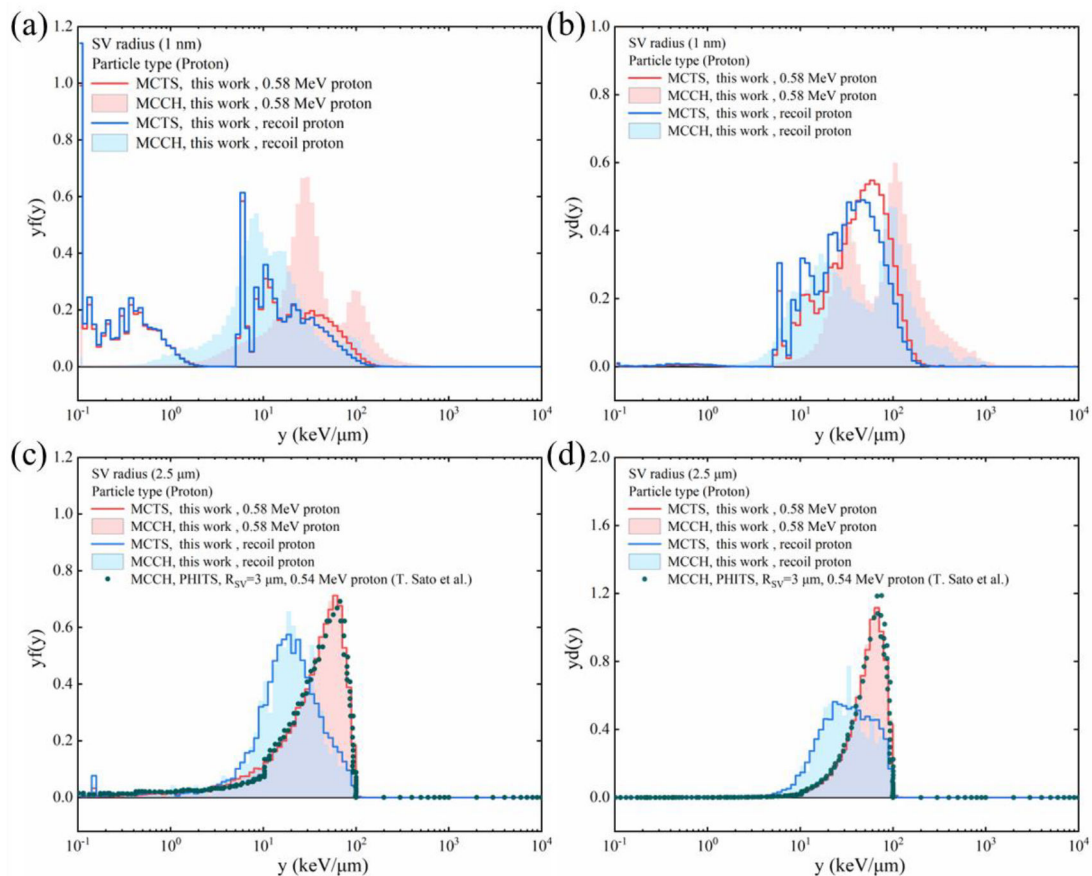 (a)
SV radius (1 nm)
Particle type (Proton)
MCTS, this work , 0.58 MeV proton
MCCH, this work , 0.58 MeV proton
MCTS, this work , recoil proton
MCCH, this work , recoil proton
yf(y)
1.2
1.0
0.8
0.6
0.4
0.2
0.0
10⁻¹ 10⁰ 10¹ 10² 10³ 10⁴
y (keV/μm)
(b)
SV radius (1 nm)
Particle type (Proton)
MCTS, this work , 0.58 MeV proton
MCCH, this work , 0.58 MeV proton
MCTS, this work , recoil proton
MCCH, this work , recoil proton
yd(y)
1.0
0.8
0.6
0.4
0.2
0.0
10⁻¹ 10⁰ 10¹ 10² 10³ 10⁴
y (keV/μm)
(c)
SV radius (2.5 μm)
Particle type (Proton)
MCTS, this work , 0.58 MeV proton
MCCH, this work , 0.58 MeV proton
MCTS, this work , recoil proton
MCCH, this work , recoil proton
MCCH, PHITS, R_SV=3 μm, 0.54 MeV proton (T. Sato et al.)
yf(y)
1.2
1.0
0.8
0.6
0.4
0.2
0.0
10⁻¹ 10⁰ 10¹ 10² 10³ 10⁴
y (keV/μm)
(d)
SV radius (2.5 μm)
Particle type (Proton)
MCTS, this work , 0.58 MeV proton
MCCH, this work , 0.58 MeV proton
MCTS, this work , recoil proton
MCCH, this work , recoil proton
MCCH, PHITS, R_SV=3 μm, 0.54 MeV proton (T. Sato et al.)
yd(y)
2.0
1.6
1.2
0.8
0.4
0.0
10⁻¹ 10⁰ 10¹ 10² 10³ 10⁴
y (keV/μm)